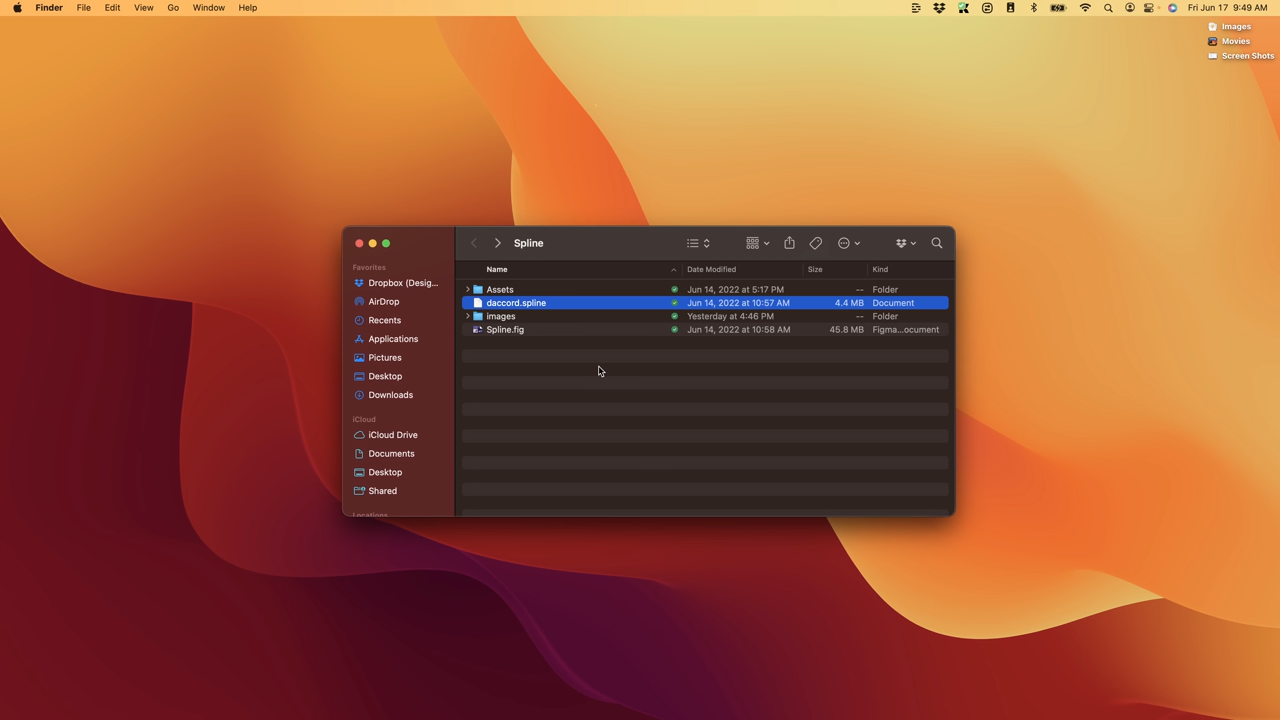 Finder File Edit View Go Window Help Fri Jun 17 9:49 AM
Images
Movies
Screen Shots
Spline
Favorites
Dropbox (Desig...
AirDrop
Recents
Applications
Pictures
Desktop
Downloads
iCloud
iCloud Drive
Documents
Desktop
Shared
Locations
Name Date Modified Size Kind
Assets Jun 14, 2022 at 5:17 PM -- Folder
daccord.spline Jun 14, 2022 at 10:57 AM 4.4 MB Document
images Yesterday at 4:46 PM -- Folder
Spline.fig Jun 14, 2022 at 10:58 AM 45.8 MB Figma...ocument